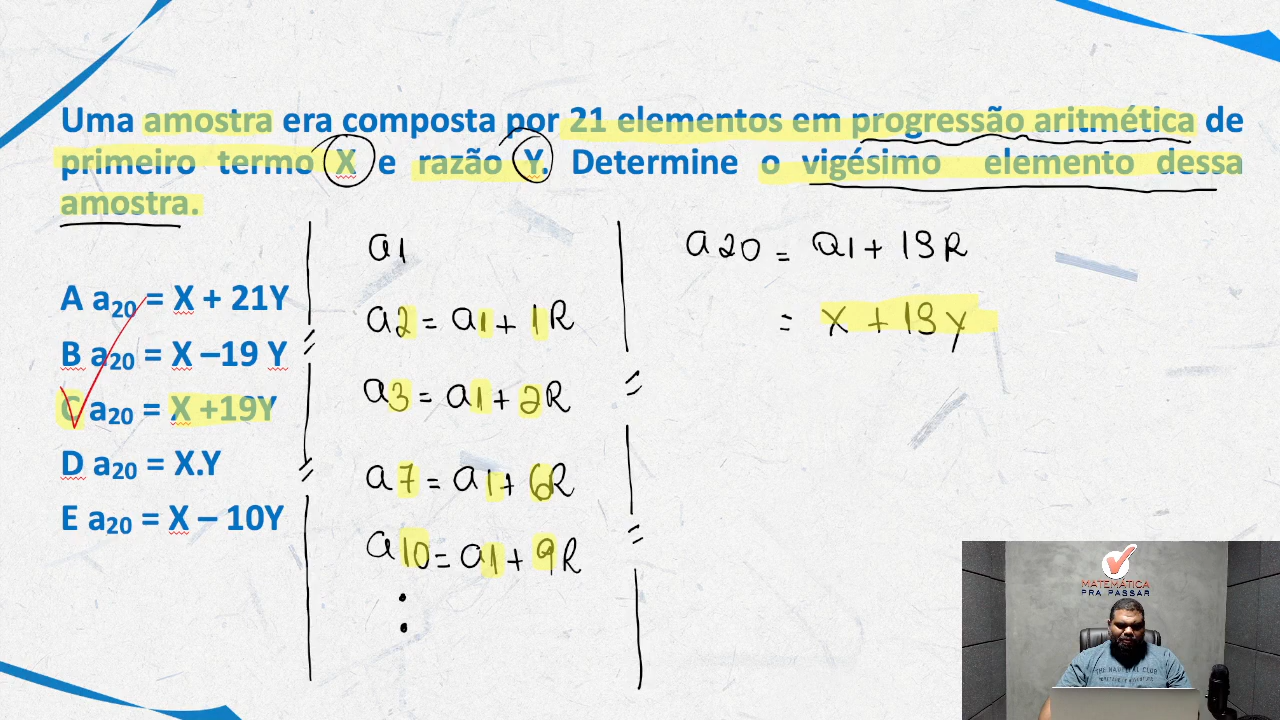 Uma amostra era composta por 21 elementos em progressão aritmética de
primeiro termo X e razão Y. Determine o vigésimo elemento dessa
amostra.
A a20 = X + 21Y
B a20 = X –19 Y
C a20 = X +19Y
D a20 = X.Y
E a20 = X – 10Y
a1
a2 = a1 + 1R
a3 = a1 + 2R
a7 = a1 + 6R
a10 = a1 + 9R
a20 = a1 + 19R
= x + 19y
MATEMÁTICA
PRA PASSAR